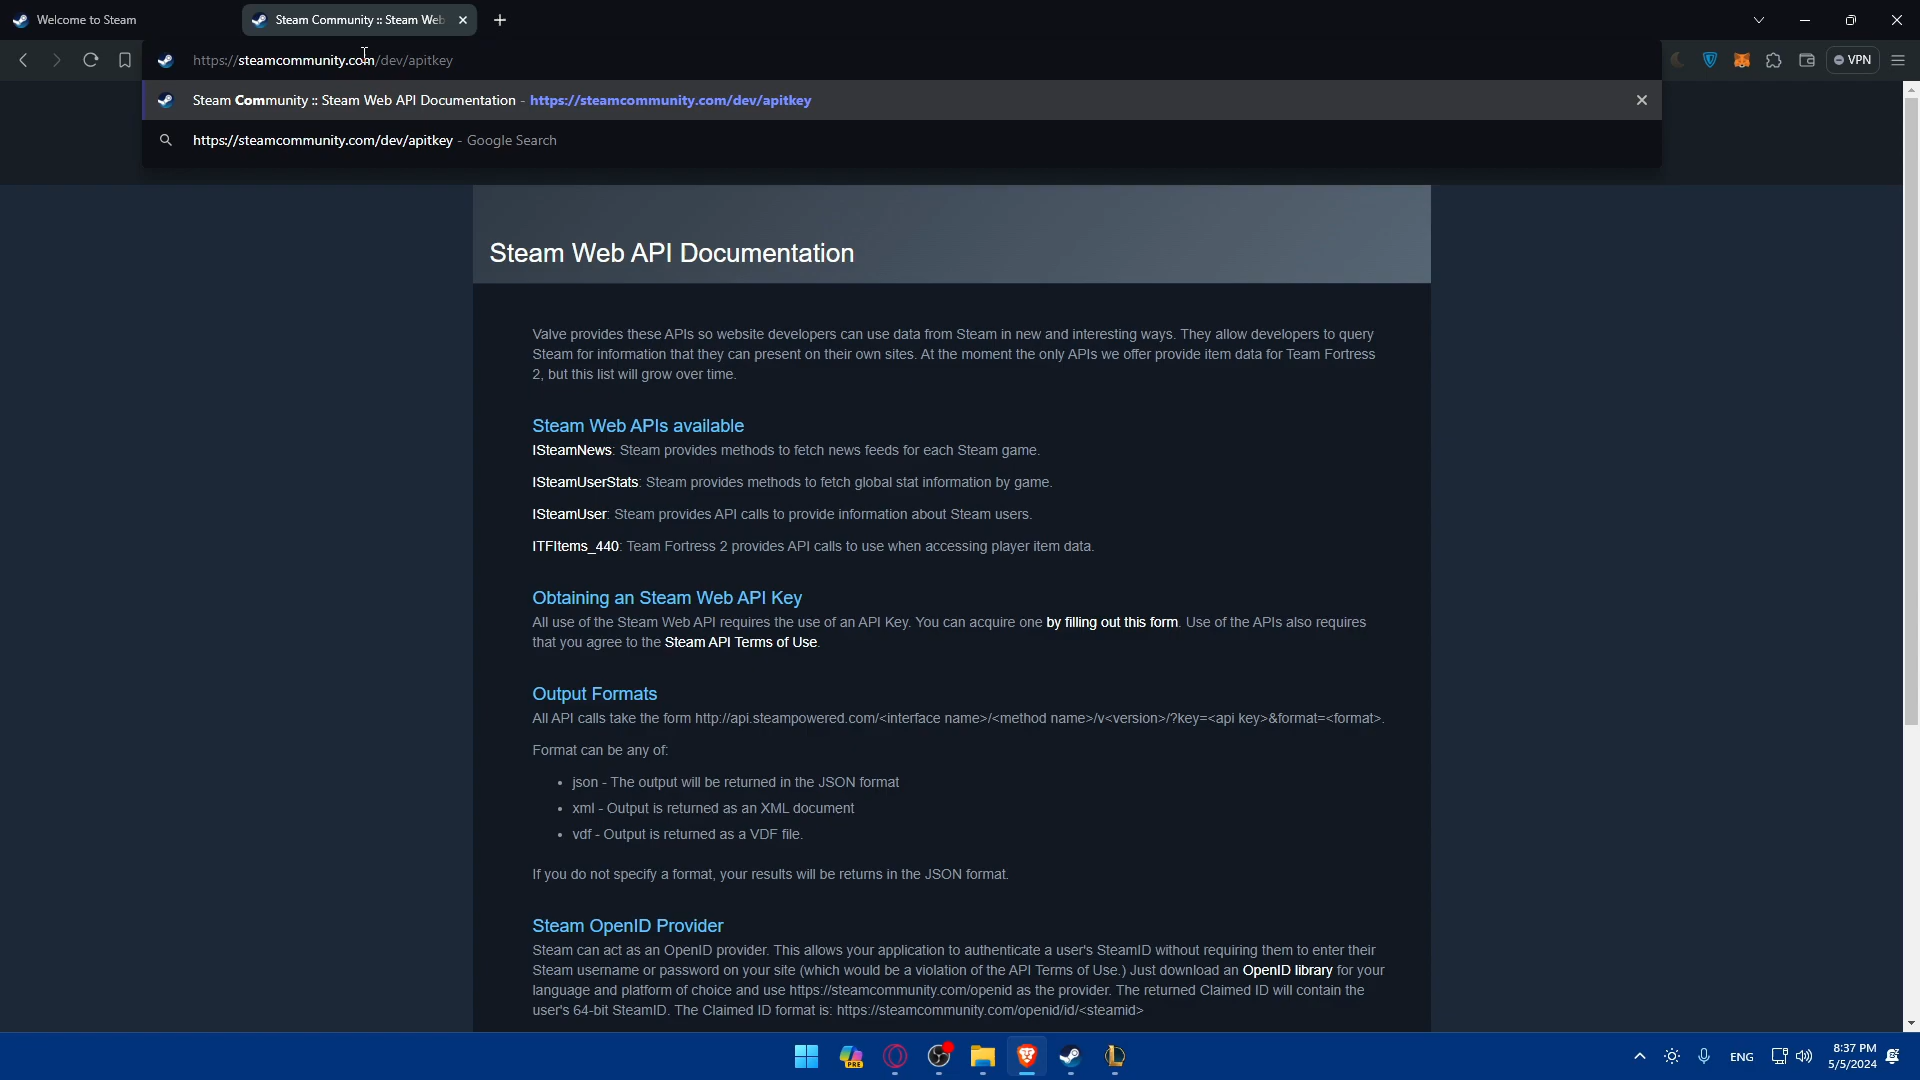 Welcome to Steam
Steam Community :: Steam Web
https://steamcommunity.com/dev/apitkey
VPN
Steam Community :: Steam Web API Documentation - https://steamcommunity.com/dev/apitkey
https://steamcommunity.com/dev/apitkey - Google Search
Steam Web API Documentation
Valve provides these APIs so website developers can use data from Steam in new and interesting ways. They allow developers to query
Steam for information that they can present on their own sites. At the moment the only APIs we offer provide item data for Team Fortress
2, but this list will grow over time.
Steam Web APIs available
ISteamNews: Steam provides methods to fetch news feeds for each Steam game.
ISteamUserStats: Steam provides methods to fetch global stat information by game.
ISteamUser: Steam provides API calls to provide information about Steam users.
ITFItems_440: Team Fortress 2 provides API calls to use when accessing player item data.
Obtaining an Steam Web API Key
All use of the Steam Web API requires the use of an API Key. You can acquire one by filling out this form. Use of the APIs also requires
that you agree to the Steam API Terms of Use.
Output Formats
All API calls take the form http://api.steampowered.com/<interface name>/<method name>/v<version>/?key=<api key>&format=<format>.
Format can be any of:
• json - The output will be returned in the JSON format
• xml - Output is returned as an XML document
• vdf - Output is returned as a VDF file.
If you do not specify a format, your results will be returns in the JSON format.
Steam OpenID Provider
Steam can act as an OpenID provider. This allows your application to authenticate a user's SteamID without requiring them to enter their
Steam username or password on your site (which would be a violation of the API Terms of Use.) Just download an OpenID library for your
language and platform of choice and use https://steamcommunity.com/openid as the provider. The returned Claimed ID will contain the
user's 64-bit SteamID. The Claimed ID format is: https://steamcommunity.com/openid/id/<steamid>
PRE
ENG
8:37 PM
5/5/2024